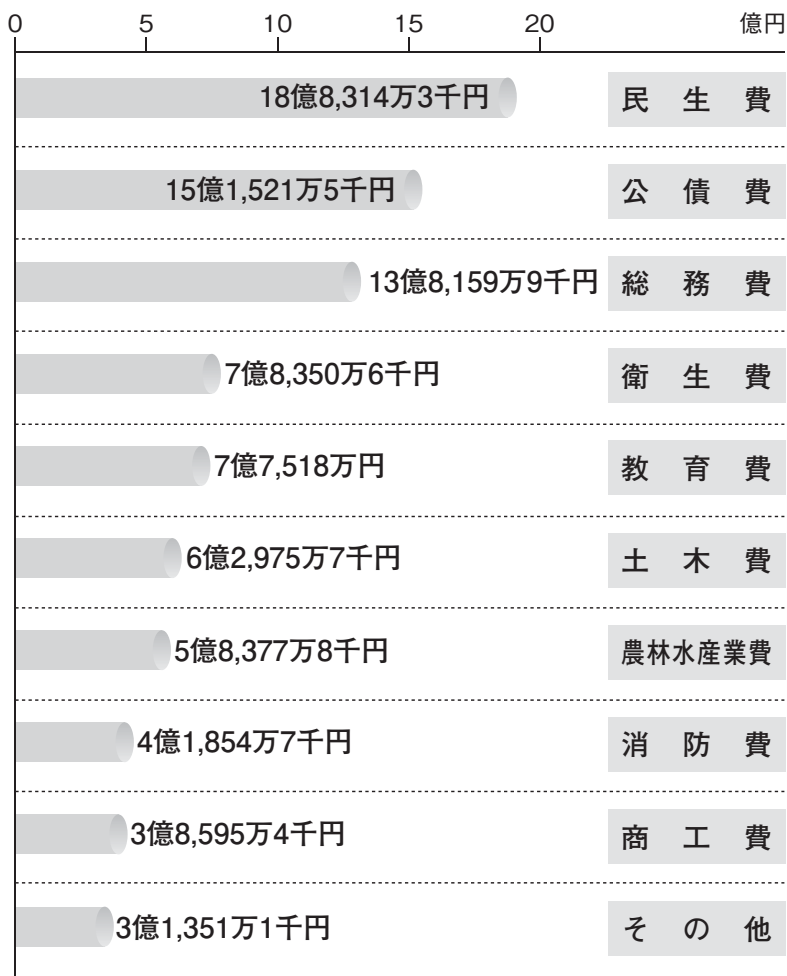 0 5 10 15 20 億円
18億8,314万3千円 民生費
15億1,521万5千円 公債費
13億8,159万9千円 総務費
7億8,350万6千円 衛生費
7億7,518万円 教育費
6億2,975万7千円 土木費
5億8,377万8千円 農林水産業費
4億1,854万7千円 消防費
3億8,595万4千円 商工費
3億1,351万1千円 その他